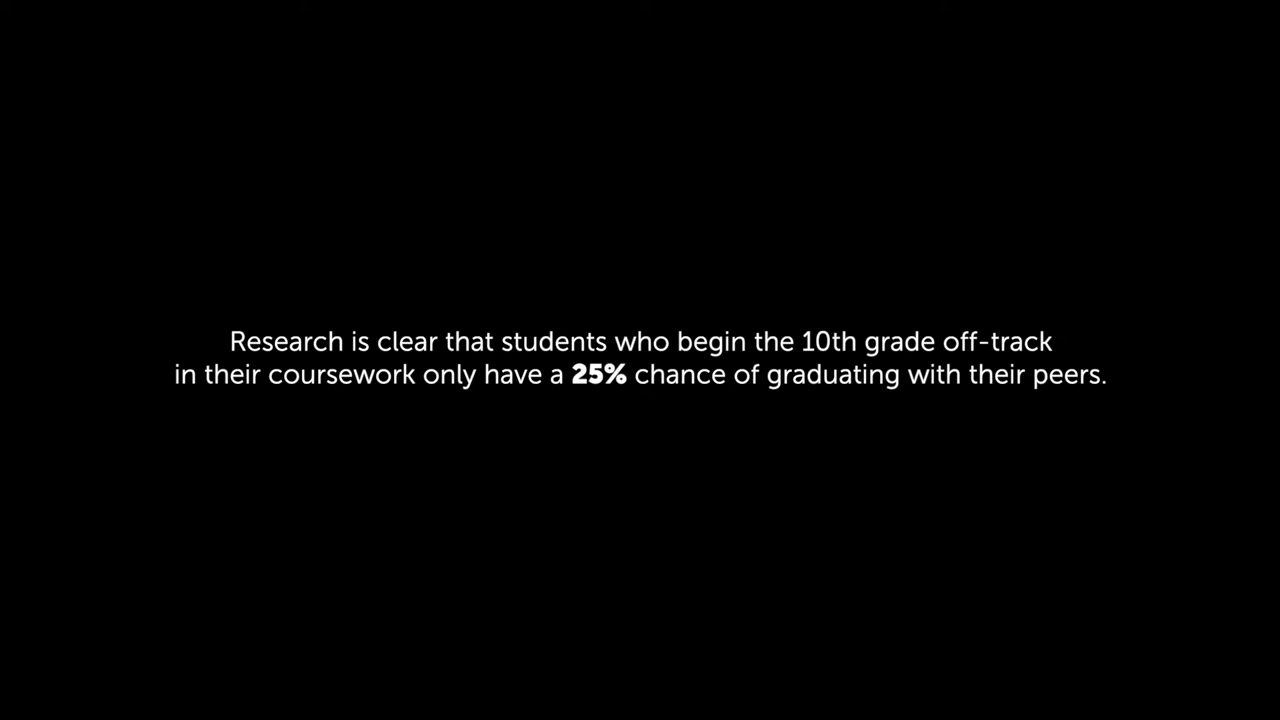 Research is clear that students who begin the 10th grade off-track
in their coursework only have a 25% chance of graduating with their peers.